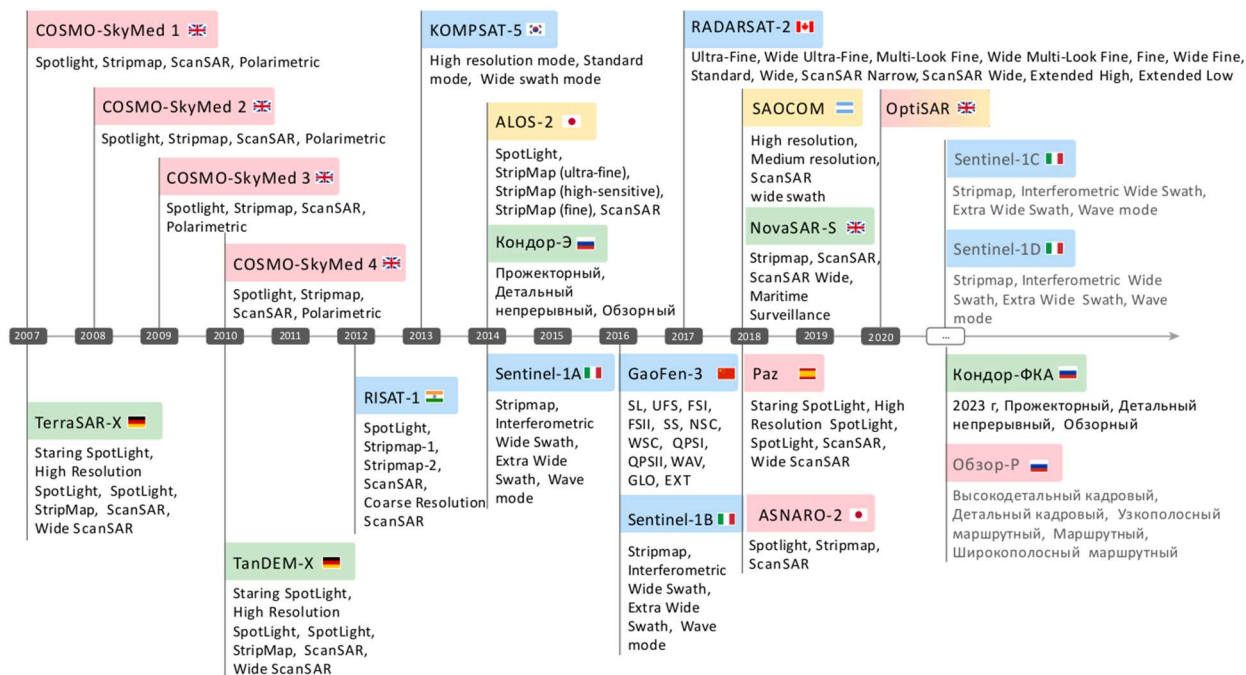 COSMO-SkyMed 1
Spotlight, Stripmap, ScanSAR, Polarimetric
COSMO-SkyMed 2
Spotlight, Stripmap, ScanSAR, Polarimetric
COSMO-SkyMed 3
Spotlight, Stripmap, ScanSAR,
Polarimetric
COSMO-SkyMed 4
Spotlight, Stripmap,
ScanSAR, Polarimetric
KOMPSAT-5
High resolution mode, Standard
mode, Wide swath mode
ALOS-2
SpotLight,
StripMap (ultra-fine),
StripMap (high-sensitive),
StripMap (fine), ScanSAR
Кондор-Э
Прожекторный,
Детальный
непрерывный, Обзорный
RADARSAT-2
Ultra-Fine, Wide Ultra-Fine, Multi-Look Fine, Wide Multi-Look Fine, Fine, Wide Fine,
Standard, Wide, ScanSAR Narrow, ScanSAR Wide, Extended High, Extended Low
SAOCOM
High resolution,
Medium resolution,
ScanSAR
wide swath
NovaSAR-S
Stripmap, ScanSAR,
ScanSAR Wide,
Maritime
Surveillance
OptiSAR
Sentinel-1C
Stripmap, Interferometric Wide Swath,
Extra Wide Swath, Wave mode
Sentinel-1D
Stripmap, Interferometric Wide
Swath, Extra Wide Swath, Wave
mode
2007 2008 2009 2010 2011 2012 2013 2014 2015 2016 2017 2018 2019 2020 ...
TerraSAR-X
Staring SpotLight,
High Resolution
SpotLight, SpotLight,
StripMap, ScanSAR,
Wide ScanSAR
TanDEM-X
Staring SpotLight,
High Resolution
SpotLight, SpotLight,
StripMap, ScanSAR,
Wide ScanSAR
RISAT-1
SpotLight,
Stripmap-1,
Stripmap-2,
ScanSAR,
Coarse Resolution
ScanSAR
Sentinel-1A
Stripmap,
Interferometric
Wide Swath,
Extra Wide
Swath, Wave
mode
GaoFen-3
SL, UFS, FSI,
FSII, SS, NSC,
WSC, QPSI,
QPSII, WAV,
GLO, EXT
Sentinel-1B
Stripmap,
Interferometric
Wide Swath,
Extra Wide
Swath, Wave
mode
Paz
Staring SpotLight, High
Resolution SpotLight,
SpotLight, ScanSAR,
Wide ScanSAR
ASNARO-2
Spotlight, Stripmap,
ScanSAR
Кондор-ФКА
2023 г, Прожекторный, Детальный
непрерывный, Обзорный
Обзор-Р
Высокодетальный кадровый,
Детальный кадровый, Узкополосный
маршрутный, Маршрутный,
Широкополосный маршрутный